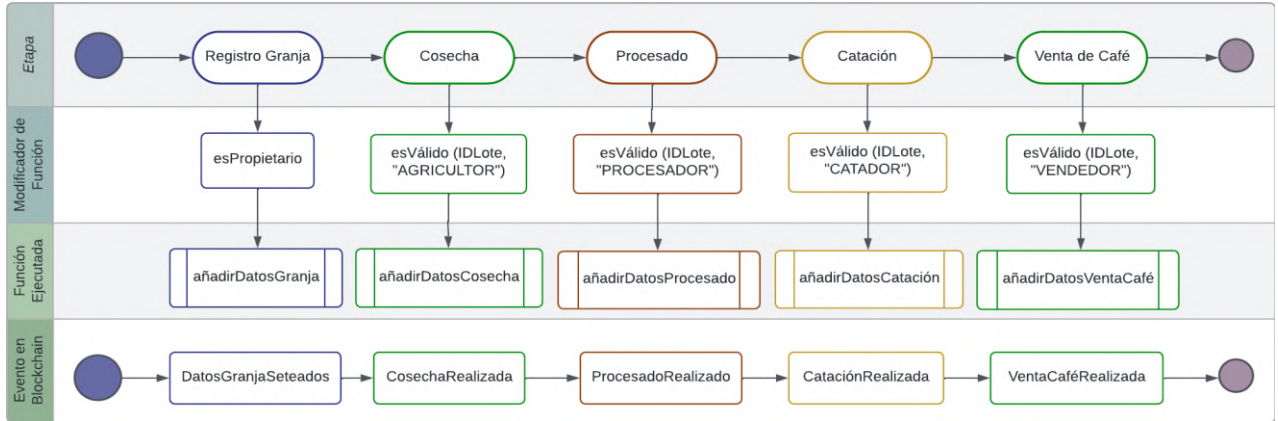 Etapa
Registro Granja
Cosecha
Procesado
Catación
Venta de Café
Modificador de
Función
esPropietario
esVálido (IDLote,
"AGRICULTOR")
esVálido (IDLote,
"PROCESADOR")
esVálido (IDLote,
"CATADOR")
esVálido (IDLote,
"VENDEDOR")
Función
Ejecutada
añadirDatosGranja
añadirDatosCosecha
añadirDatosProcesado
añadirDatosCatación
añadirDatosVentaCafé
Evento en
Blockchain
DatosGranjaSeteados
CosechaRealizada
ProcesadoRealizado
CataciónRealizada
VentaCaféRealizada